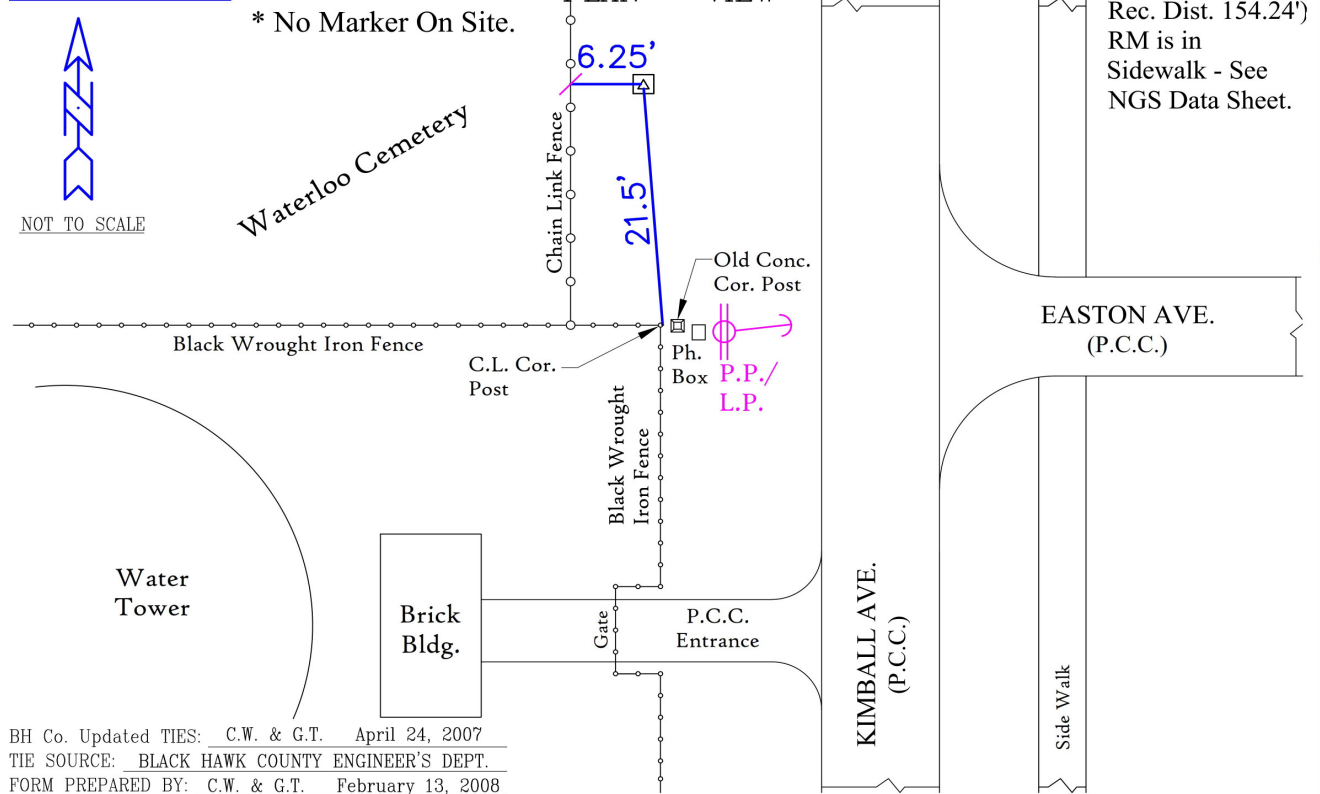 * No Marker On Site.
PLAN VIEW
Rec. Dist. 154.24')
RM is in
Sidewalk - See
NGS Data Sheet.
N
NOT TO SCALE
Waterloo Cemetery
6.25'
Chain Link Fence
21.5'
Old Conc.
Cor. Post
Black Wrought Iron Fence
C.L. Cor.
Post
Ph.
Box
P.P./
L.P.
EASTON AVE.
(P.C.C.)
Black Wrought
Iron Fence
Water
Tower
Brick
Bldg.
Gate
P.C.C.
Entrance
KIMBALL AVE.
(P.C.C.)
Side Walk
BH Co. Updated TIES: C.W. & G.T. April 24, 2007
TIE SOURCE: BLACK HAWK COUNTY ENGINEER'S DEPT.
FORM PREPARED BY: C.W. & G.T. February 13, 2008